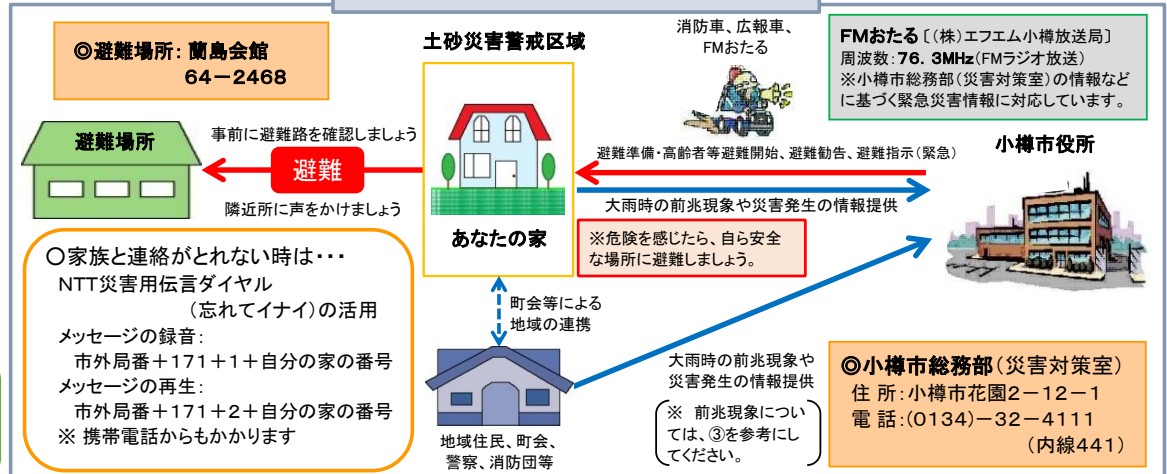 ◎避難場所: 蘭島会館
64-2468
土砂災害警戒区域
消防車、広報車、
FMおたる
FMおたる [(株)エフエム小樽放送局]
周波数:76. 3MHz(FMラジオ放送)
※小樽市総務部(災害対策室)の情報など
に基づく緊急災害情報に対応しています。
避難場所
事前に避難路を確認しましょう
避難
隣近所に声をかけましょう
避難準備・高齢者等避難開始、避難勧告、避難指示(緊急)
小樽市役所
大雨時の前兆現象や災害発生の情報提供
あなたの家
※危険を感じたら、自ら安全
な場所に避難しましょう。
〇家族と連絡がとれない時は・・・
NTT災害用伝言ダイヤル
(忘れてイナイ)の活用
メッセージの録音:
市外局番+171+1+自分の家の番号
メッセージの再生:
市外局番+171+2+自分の家の番号
※ 携帯電話からもかかります
町会等による
地域の連携
地域住民、町会、
警察、消防団等
大雨時の前兆現象や
災害発生の情報提供
※ 前兆現象につい
ては、③を参考にし
てください。
◎小樽市総務部(災害対策室)
住 所:小樽市花園2-12-1
電 話:(0134)-32-4111
(内線441)